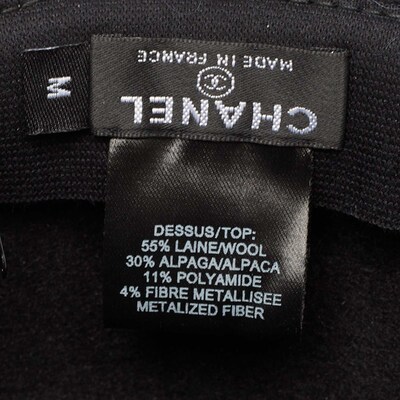 CHANEL
MADE IN FRANCE
M
DESSUS/TOP:
55% LAINE/WOOL
30% ALPAGA/ALPACA
11% POLYAMIDE
4% FIBRE METALLISEE
METALIZED FIBER